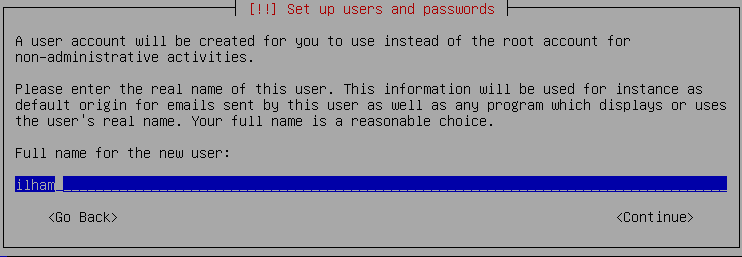 [!!] Set up users and passwords
A user account will be created for you to use instead of the root account for
non-administrative activities.
Please enter the real name of this user. This information will be used for instance as
default origin for emails sent by this user as well as any program which displays or uses
the user's real name. Your full name is a reasonable choice.
Full name for the new user:
ilham
<Go Back> <Continue>